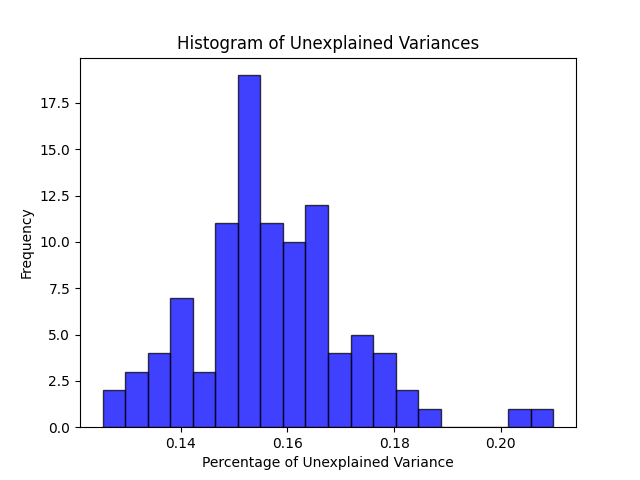 Histogram of Unexplained Variances
Frequency
17.5
15.0
12.5
10.0
7.5
5.0
2.5
0.0
0.14 0.16 0.18 0.20
Percentage of Unexplained Variance